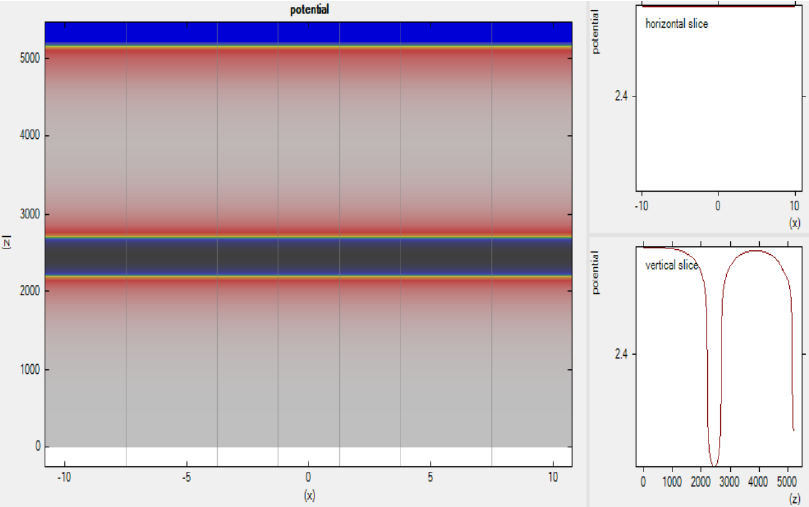 potential
5000
4000
3000
2000
1000
0
(z)
-10
-5
0
5
10
(x)
potential
horizontal slice
2.4
-10
0
10
(x)
potential
vertical slice
2.4
0 1000 2000 3000 4000 5000
(z)